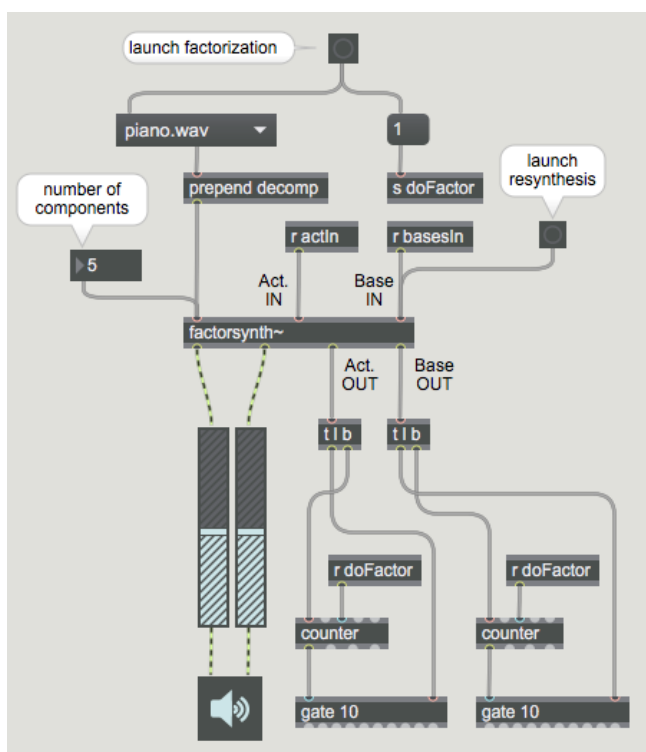 launch factorization
piano.wav
1
launch
resynthesis
number of
components
prepend decomp
s doFactor
r actIn
r basesIn
5
Act.
IN
Base
IN
factorsynth~
Act.
OUT
Base
OUT
t l b
t l b
r doFactor
r doFactor
counter
counter
gate 10
gate 10